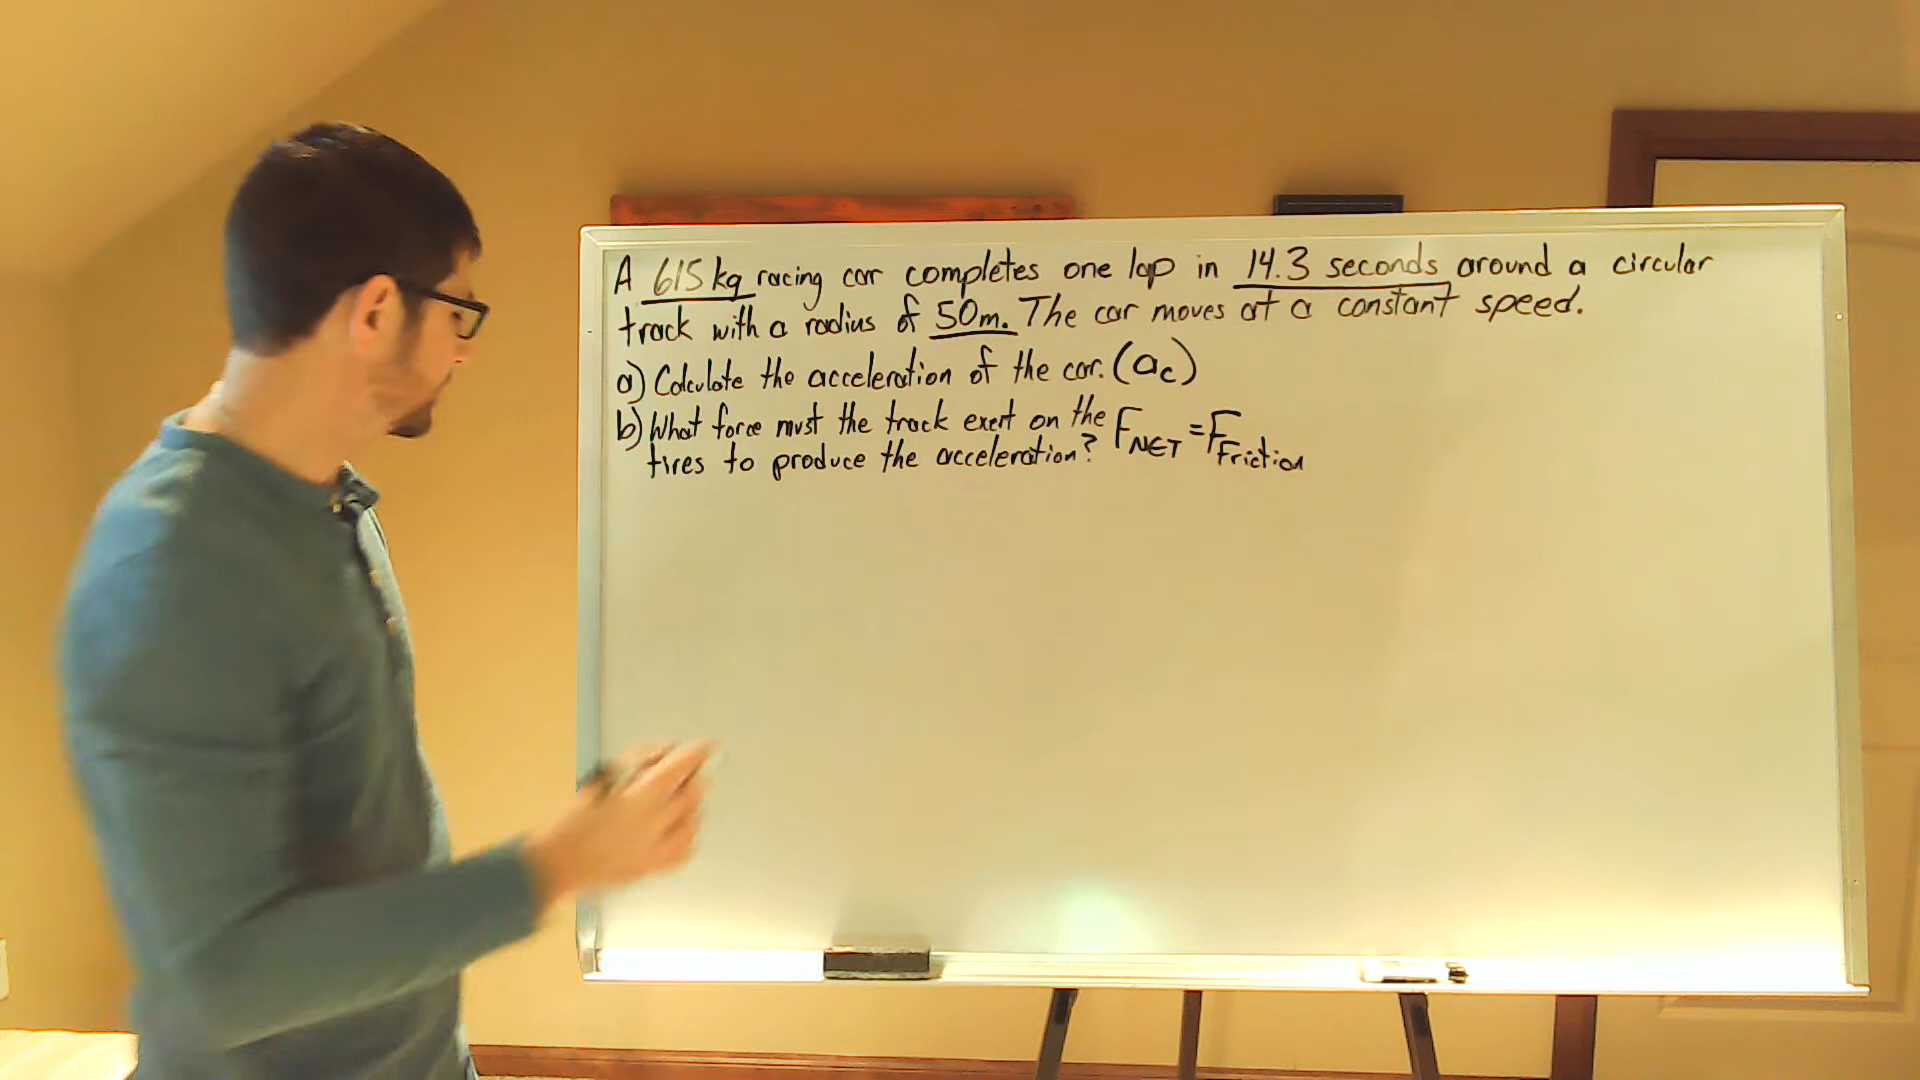 A 615 kg racing car completes one lap in 14.3 seconds around a circular
track with a radius of 50m. The car moves at a constant speed.
a) Calculate the acceleration of the car. (ac)
b) What force must the track exert on the
tires to produce the acceleration? FNET = FFriction